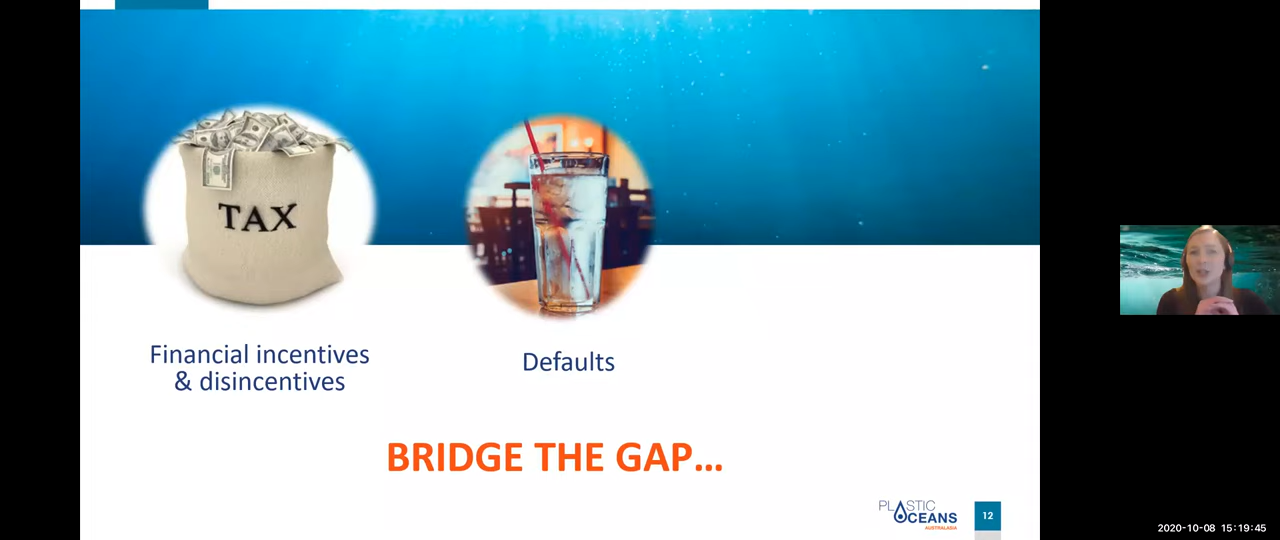 TAX
Financial incentives
& disincentives
Defaults
BRIDGE THE GAP...
PLASTIC
OCEANS
AUSTRALASIA
12
2020-10-08 15:19:45